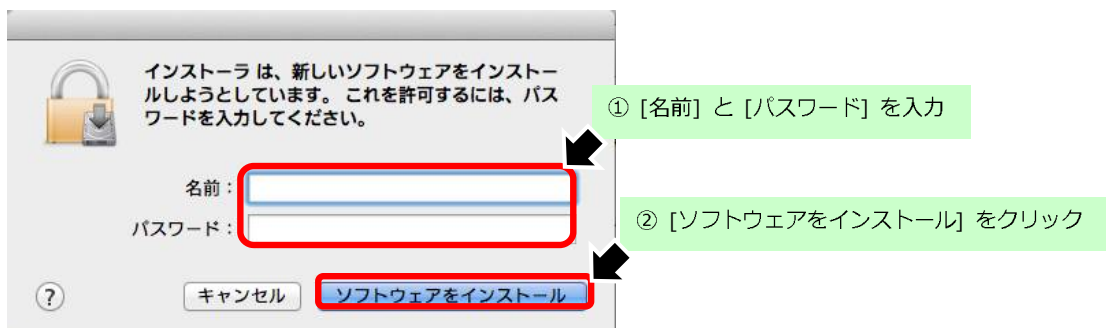 インストーラ は、新しいソフトウェアをインストー
ルしようとしています。 これを許可するには、パス
ワードを入力してください。
① [名前] と [パスワード] を入力
名前：
パスワード：
② [ソフトウェアをインストール] をクリック
?
キャンセル
ソフトウェアをインストール